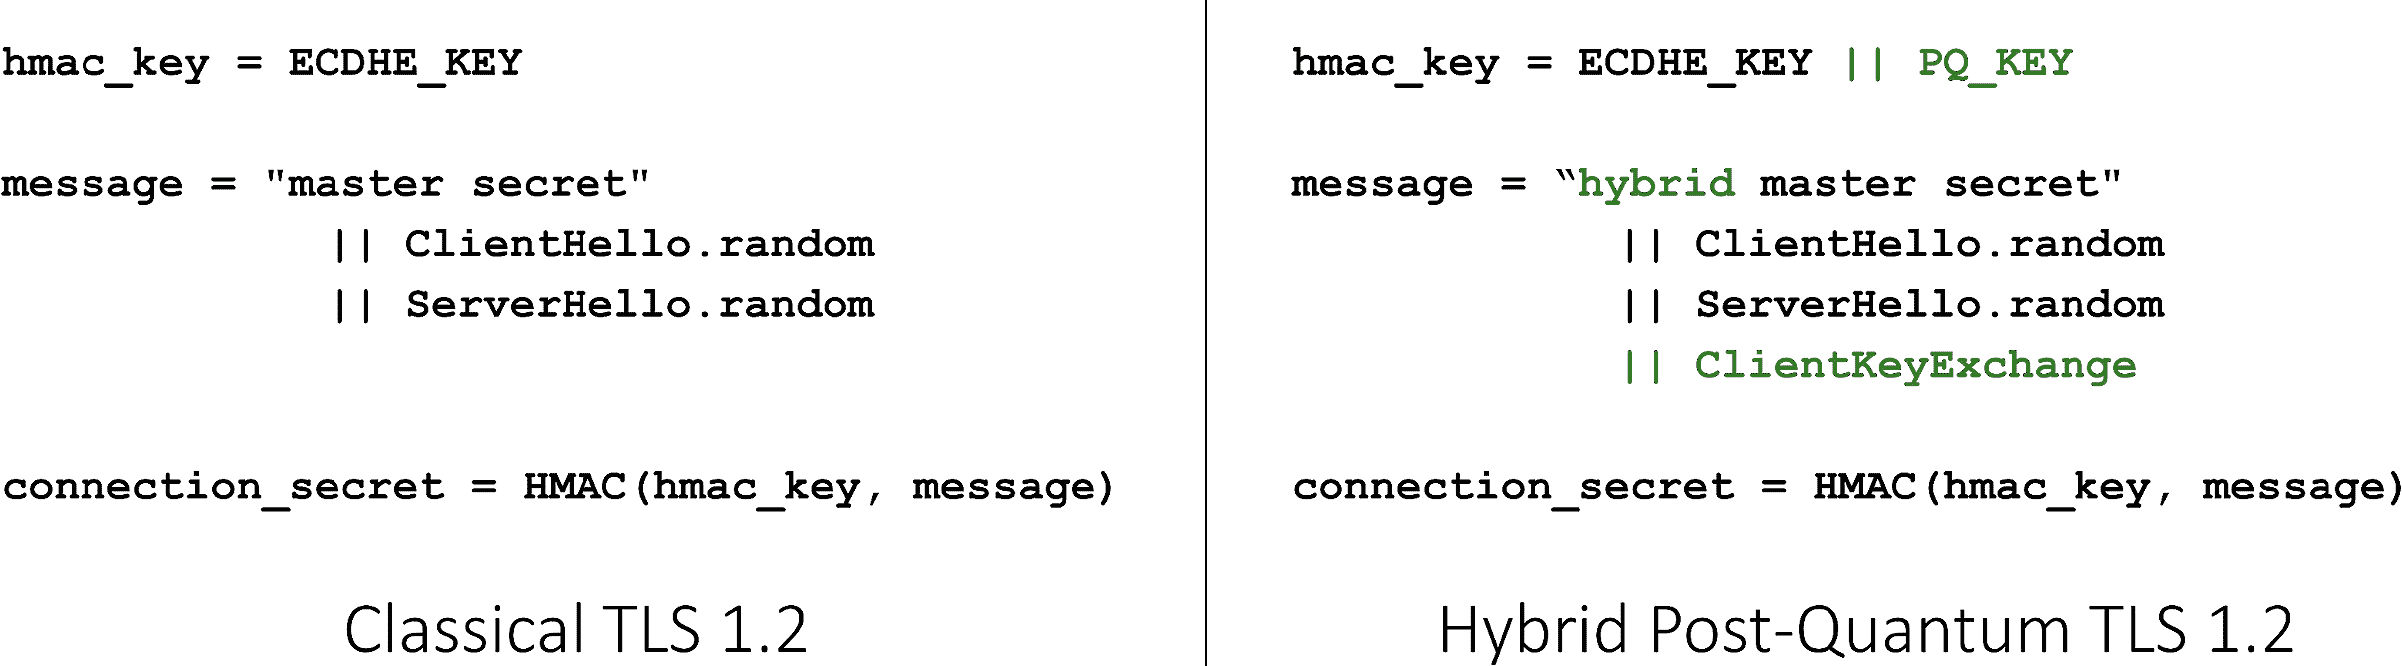 hmac_key = ECDHE_KEY
message = "master secret"
|| ClientHello.random
|| ServerHello.random
connection_secret = HMAC(hmac_key, message)
Classical TLS 1.2
hmac_key = ECDHE_KEY || PQ_KEY
message = “hybrid master secret"
|| ClientHello.random
|| ServerHello.random
|| ClientKeyExchange
connection_secret = HMAC(hmac_key, message)
Hybrid Post-Quantum TLS 1.2